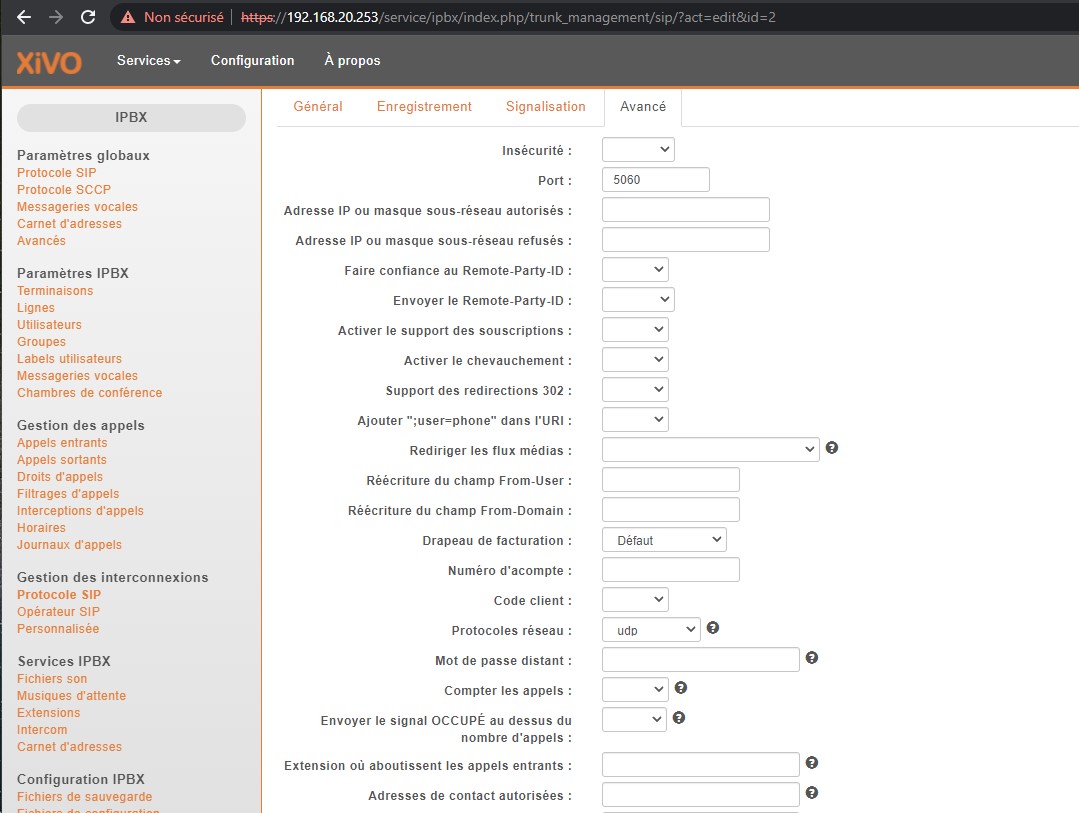 Non sécurisé | https://192.168.20.253/service/ipbx/index.php/trunk_management/sip/?act=edit&id=2
XiVO
Services
Configuration
À propos
IPBX
Paramètres globaux
Protocole SIP
Protocole SCCP
Messageries vocales
Carnet d'adresses
Avancés
Paramètres IPBX
Terminaisons
Lignes
Utilisateurs
Groupes
Labels utilisateurs
Messageries vocales
Chambres de conférence
Gestion des appels
Appels entrants
Appels sortants
Droits d'appels
Filtrages d'appels
Interceptions d'appels
Horaires
Journaux d'appels
Gestion des interconnexions
Protocole SIP
Opérateur SIP
Personnalisée
Services IPBX
Fichiers son
Musiques d'attente
Extensions
Intercom
Carnet d'adresses
Configuration IPBX
Fichiers de sauvegarde
Fichiers de configuration
Général
Enregistrement
Signalisation
Avancé
Insécurité :
Port : 5060
Adresse IP ou masque sous-réseau autorisés :
Adresse IP ou masque sous-réseau refusés :
Faire confiance au Remote-Party-ID :
Envoyer le Remote-Party-ID :
Activer le support des souscriptions :
Activer le chevauchement :
Support des redirections 302 :
Ajouter ";user=phone" dans l'URI :
Rediriger les flux médias : ?
Réécriture du champ From-User :
Réécriture du champ From-Domain :
Drapeau de facturation : Défaut
Numéro d'acompte :
Code client :
Protocoles réseau : udp ?
Mot de passe distant : ?
Compter les appels : ?
Envoyer le signal OCCUPÉ au dessus du
nombre d'appels : ?
Extension où aboutissent les appels entrants : ?
Adresses de contact autorisées : ?